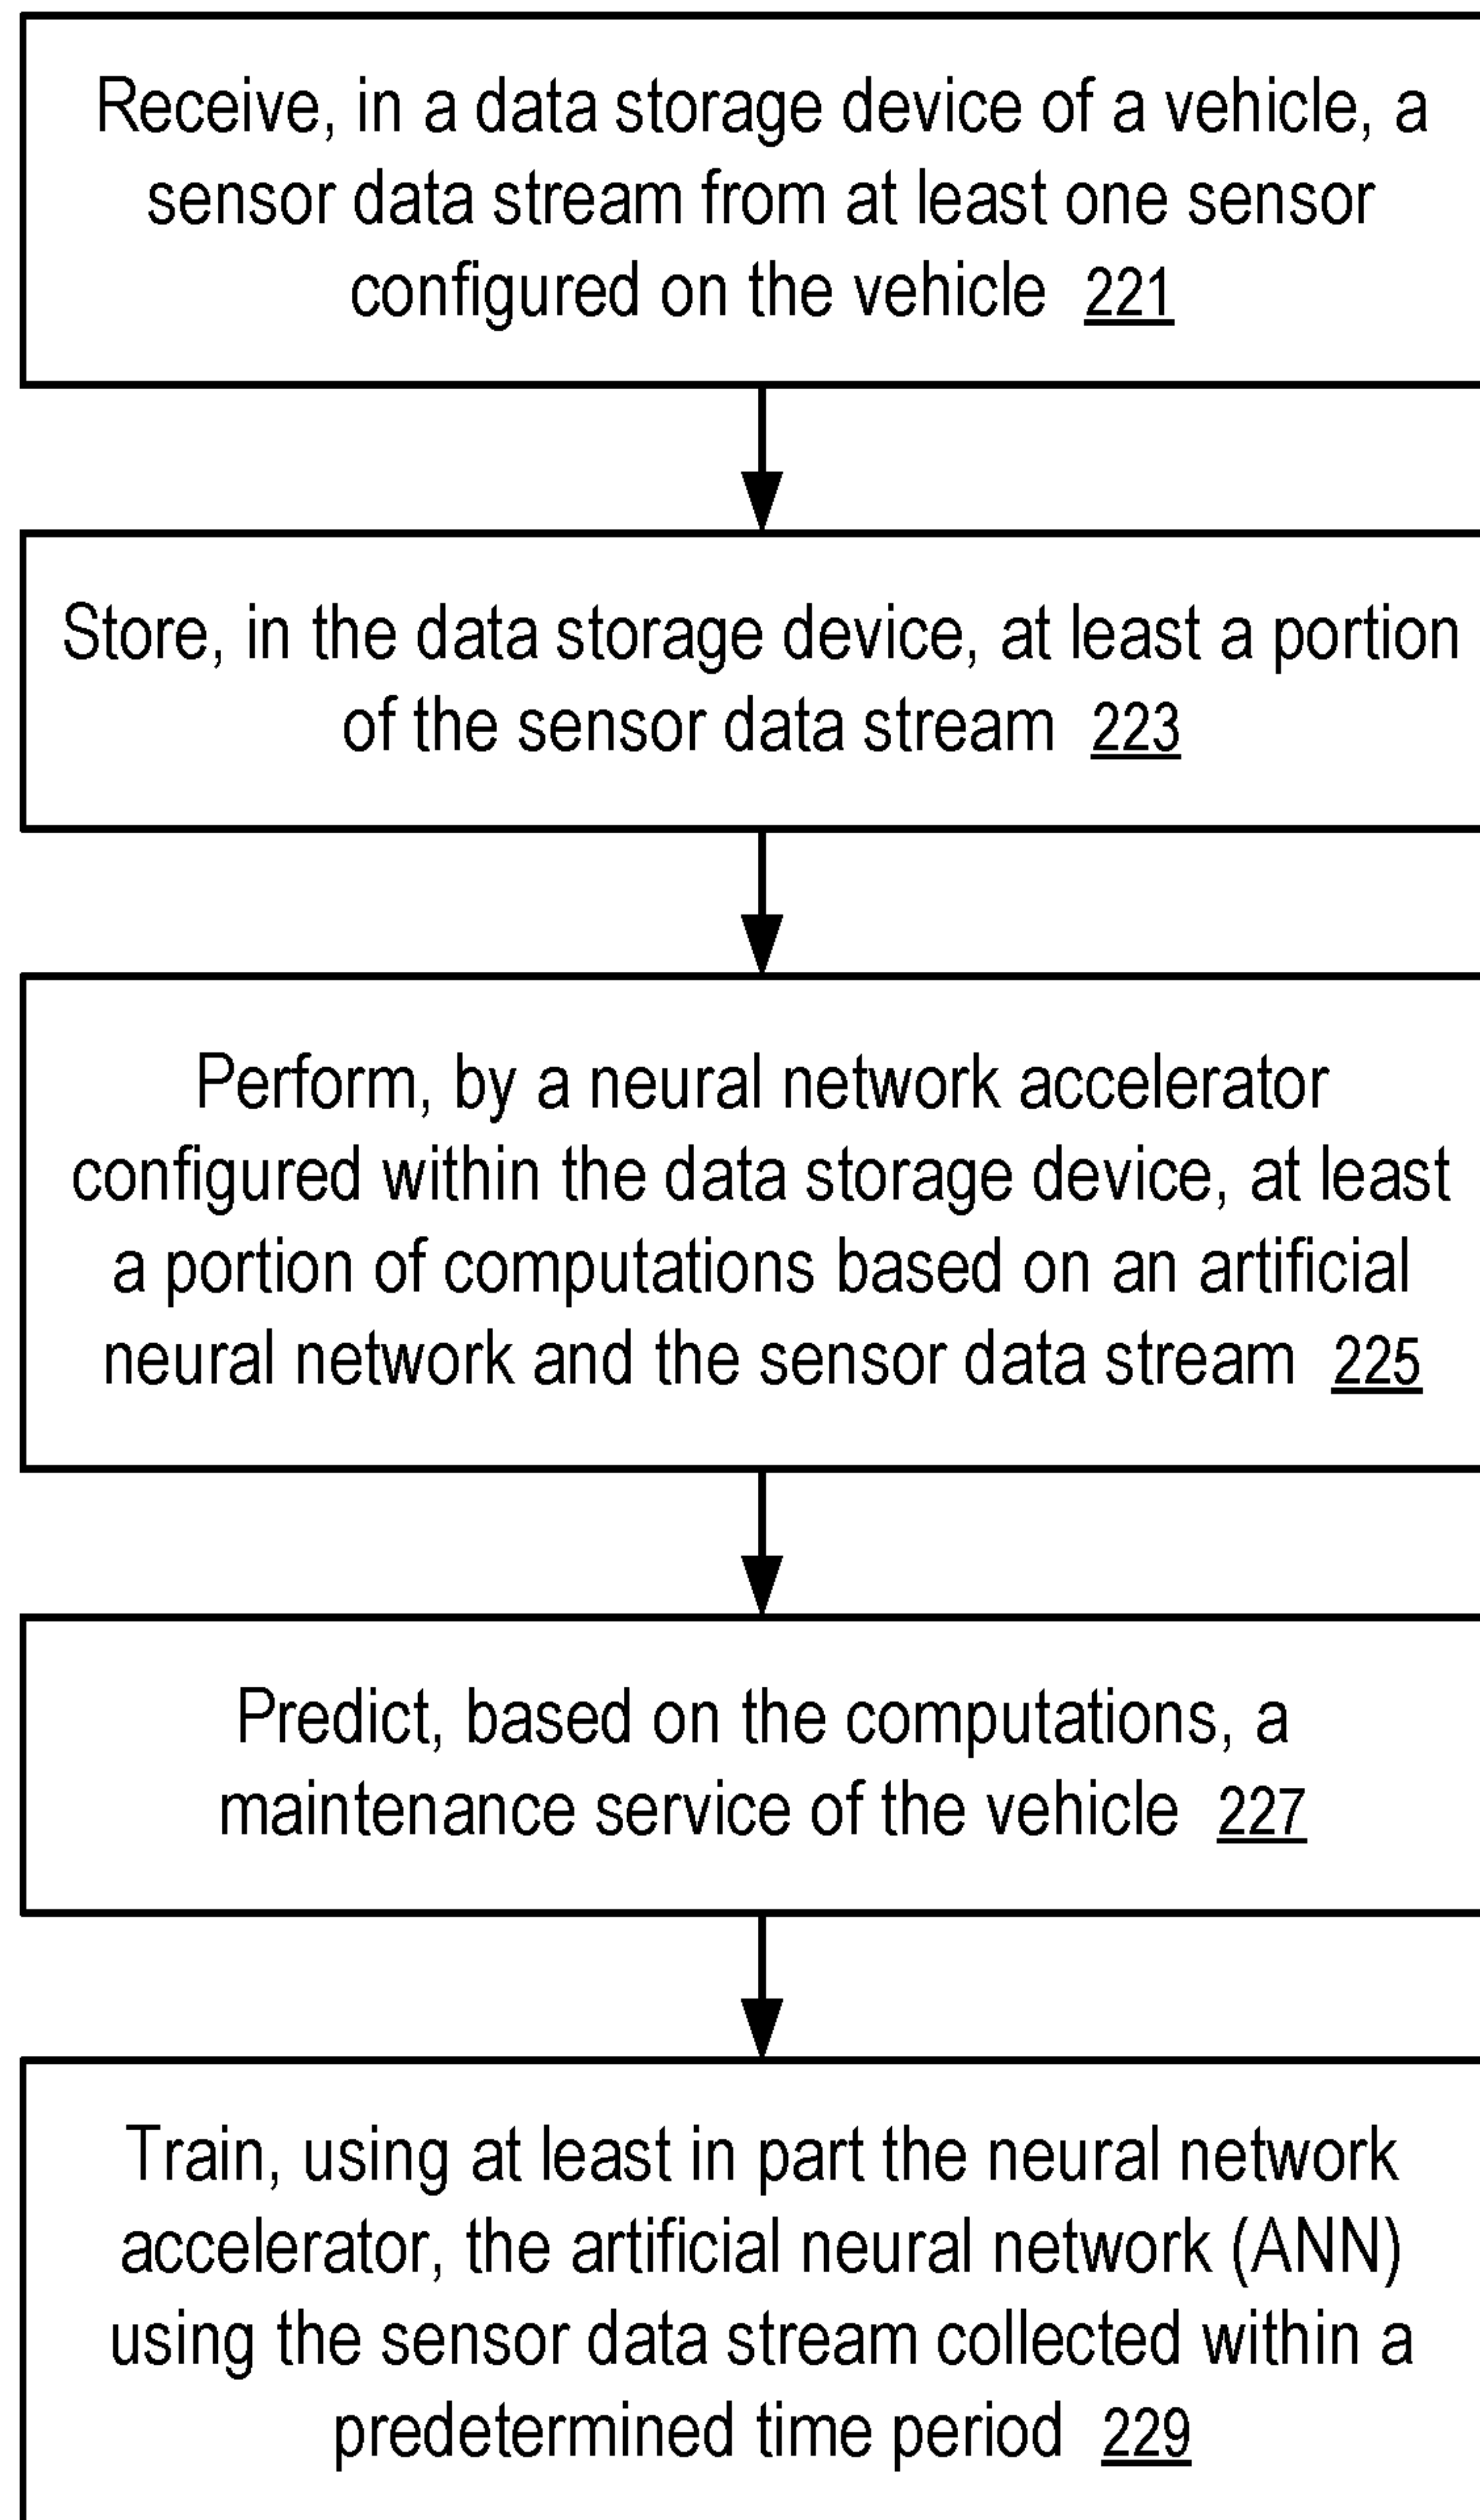 Receive, in a data storage device of a vehicle, a
sensor data stream from at least one sensor
configured on the vehicle 221
Store, in the data storage device, at least a portion
of the sensor data stream 223
Perform, by a neural network accelerator
configured within the data storage device, at least
a portion of computations based on an artificial
neural network and the sensor data stream 225
Predict, based on the computations, a
maintenance service of the vehicle 227
Train, using at least in part the neural network
accelerator, the artificial neural network (ANN)
using the sensor data stream collected within a
predetermined time period 229